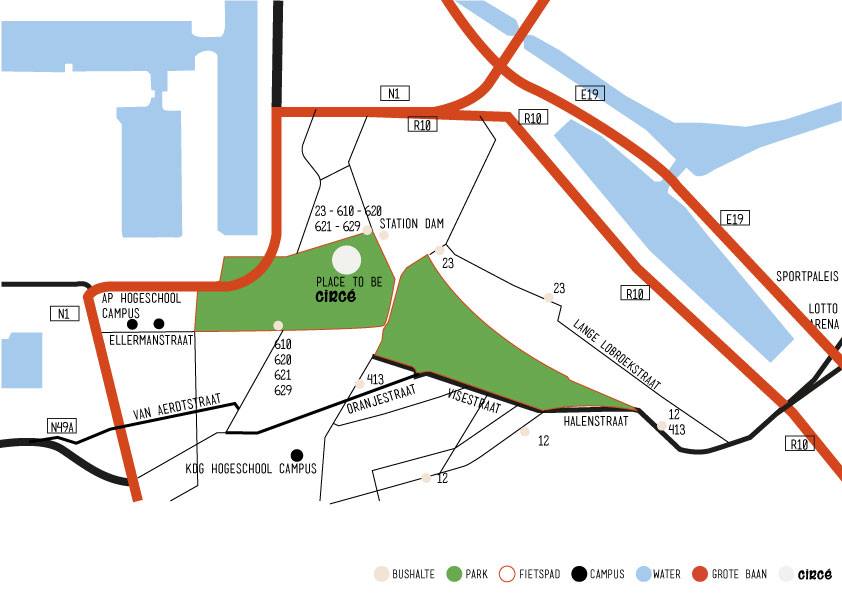 N1
E19
R10
R10
23 - 610 - 620
621 - 629
STATION DAM
E19
23
PLACE TO BE
CIRCÉ
SPORTPALEIS
23
R10
AP HOGESCHOOL
CAMPUS
N1
LOTTO
ARENA
ELLERMANSTRAAT
LANGE LOBROEKSTRAAT
610
620
621
629
413
VAN AERDTSTRAAT
ORANJESTRAAT
VISESTRAAT
HALENSTRAAT
12
413
N49A
12
R10
KDG HOGESCHOOL CAMPUS
12
BUSHALTE
PARK
FIETSPAD
CAMPUS
WATER
GROTE BAAN
CIRCÉ